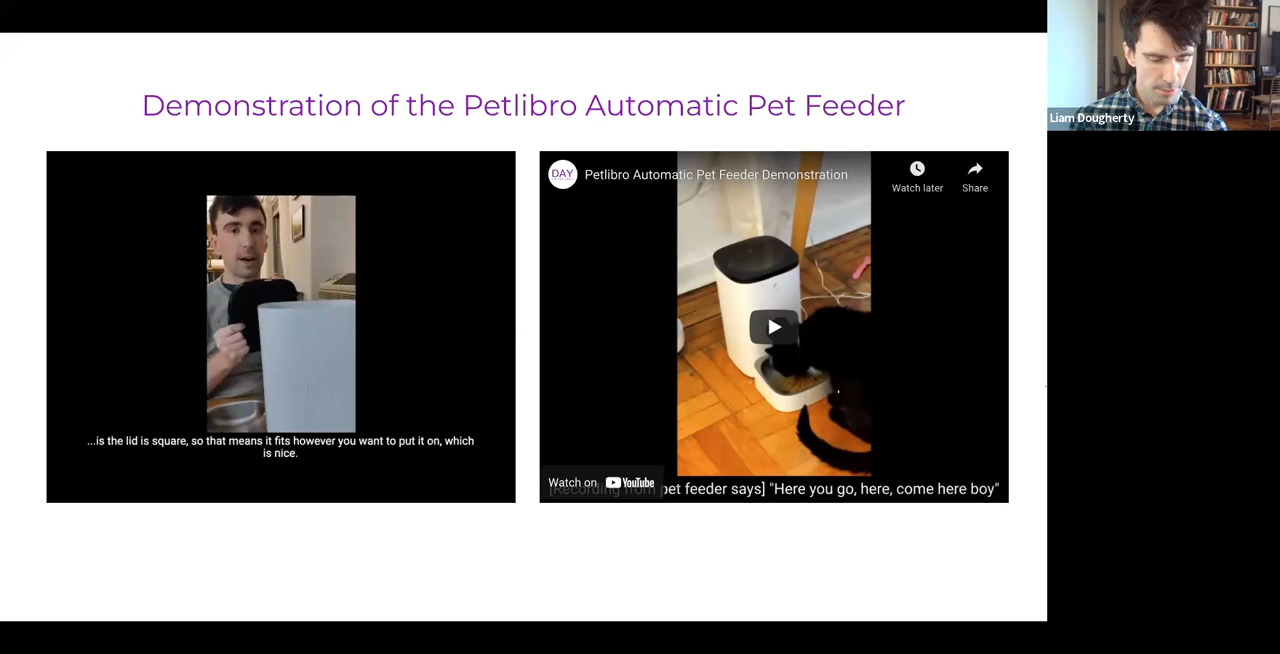 Demonstration of the Petlibro Automatic Pet Feeder
Liam Dougherty
...is the lid is square, so that means it fits however you want to put it on, which
is nice.
DAY
Petlibro Automatic Pet Feeder Demonstration
Watch later
Share
Watch on YouTube
[Recording from pet feeder says] "Here you go, here, come here boy"